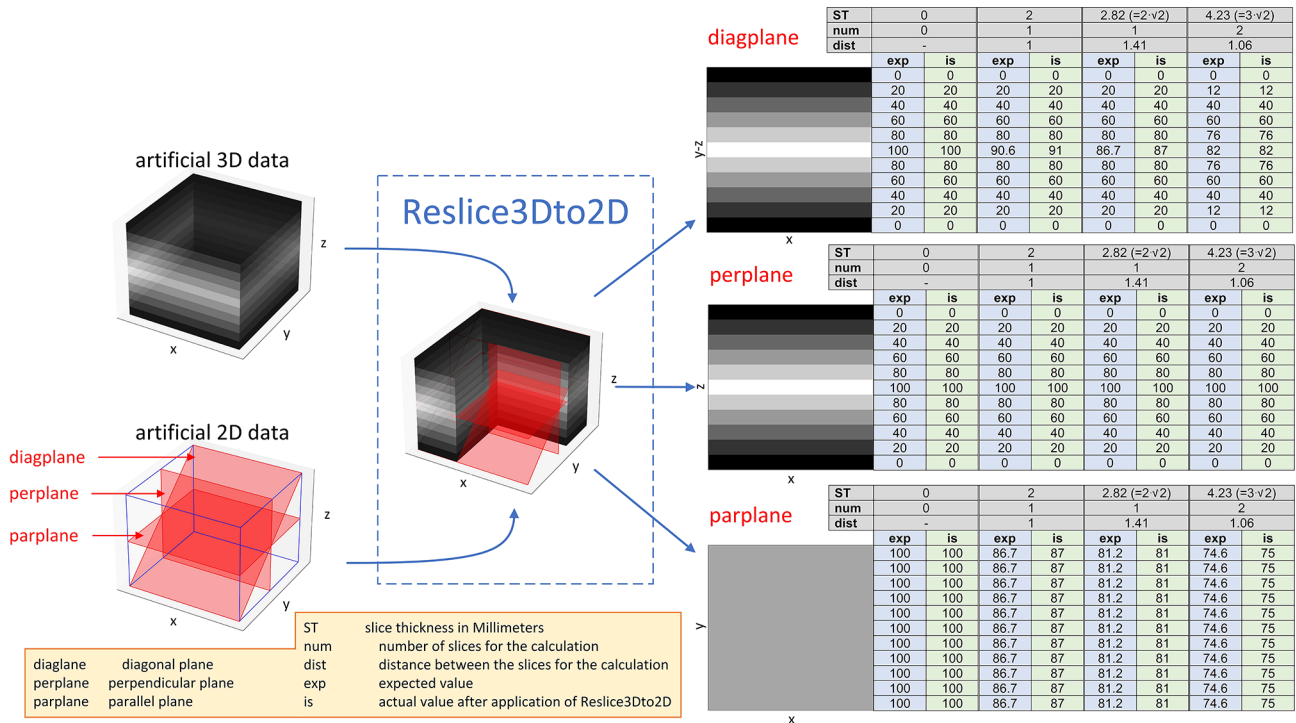 artificial 3D data
z
y
x
artificial 2D data
diagplane
perplane
parplane
z
y
x
Reslice3Dto2D
z
y
x
diagplane
y-z
x
ST 0 2 2.82 (=2·√2) 4.23 (=3·√2)
num 0 1 1 2
dist - 1 1.41 1.06
exp is exp is exp is exp is
0 0 0 0 0 0 0 0
20 20 20 20 20 20 12 12
40 40 40 40 40 40 40 40
60 60 60 60 60 60 60 60
80 80 80 80 80 80 76 76
100 100 90.6 91 86.7 87 82 82
80 80 80 80 80 80 76 76
60 60 60 60 60 60 60 60
40 40 40 40 40 40 40 40
20 20 20 20 20 20 12 12
0 0 0 0 0 0 0 0
perplane
z
x
ST 0 2 2.82 (=2·√2) 4.23 (=3·√2)
num 0 1 1 2
dist - 1 1.41 1.06
exp is exp is exp is exp is
0 0 0 0 0 0 0 0
20 20 20 20 20 20 20 20
40 40 40 40 40 40 40 40
60 60 60 60 60 60 60 60
80 80 80 80 80 80 80 80
100 100 100 100 100 100 100 100
80 80 80 80 80 80 80 80
60 60 60 60 60 60 60 60
40 40 40 40 40 40 40 40
20 20 20 20 20 20 20 20
0 0 0 0 0 0 0 0
parplane
y
x
ST 0 2 2.82 (=2·√2) 4.23 (=3·√2)
num 0 1 1 2
dist - 1 1.41 1.06
exp is exp is exp is exp is
100 100 86.7 87 81.2 81 74.6 75
100 100 86.7 87 81.2 81 74.6 75
100 100 86.7 87 81.2 81 74.6 75
100 100 86.7 87 81.2 81 74.6 75
100 100 86.7 87 81.2 81 74.6 75
100 100 86.7 87 81.2 81 74.6 75
100 100 86.7 87 81.2 81 74.6 75
100 100 86.7 87 81.2 81 74.6 75
100 100 86.7 87 81.2 81 74.6 75
100 100 86.7 87 81.2 81 74.6 75
100 100 86.7 87 81.2 81 74.6 75
ST slice thickness in Millimeters
num number of slices for the calculation
diaglane diagonal plane dist distance between the slices for the calculation
perplane perpendicular plane exp expected value
parplane parallel plane is actual value after application of Reslice3Dto2D